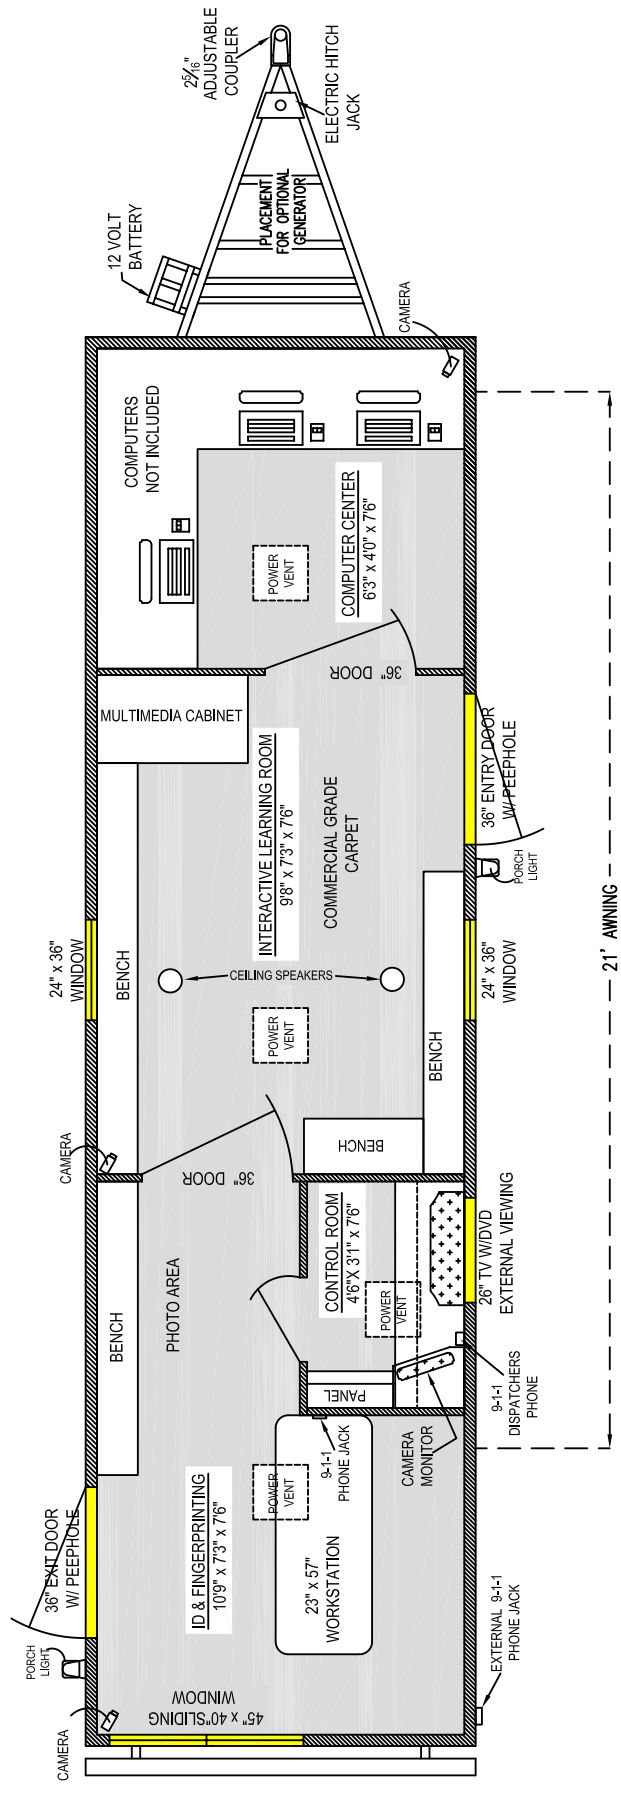 2 5/16"
ADJUSTABLE
COUPLER
ELECTRIC HITCH
JACK
12 VOLT
BATTERY
PLACEMENT
FOR OPTIONAL
GENERATOR
CAMERA
COMPUTERS
NOT INCLUDED
COMPUTER CENTER
6'3" x 4'0" x 7'6"
POWER
VENT
36" DOOR
MULTIMEDIA CABINET
INTERACTIVE LEARNING ROOM
9'8" x 7'3" x 7'6"
COMMERCIAL GRADE
CARPET
36" ENTRY DOOR
W/ PEEPHOLE
PORCH
LIGHT
24" x 36"
WINDOW
BENCH
CEILING SPEAKERS
24" x 36"
WINDOW
21' AWNING
POWER
VENT
BENCH
BENCH
CAMERA
36" DOOR
CONTROL ROOM
4'6"X 3'1" x 7'6"
POWER
VENT
26" TV W/DVD
EXTERNAL VIEWING
PHOTO AREA
BENCH
PANEL
9-1-1
DISPATCHERS
PHONE
9-1-1
PHONE JACK
CAMERA
MONITOR
ID & FINGERPRINTING
10'9" x 7'3" x 7'6"
POWER
VENT
23" x 57"
WORKSTATION
36" EXIT DOOR
W/ PEEPHOLE
PORCH
LIGHT
EXTERNAL 9-1-1
PHONE JACK
45" x 40"SLIDING
WINDOW
CAMERA